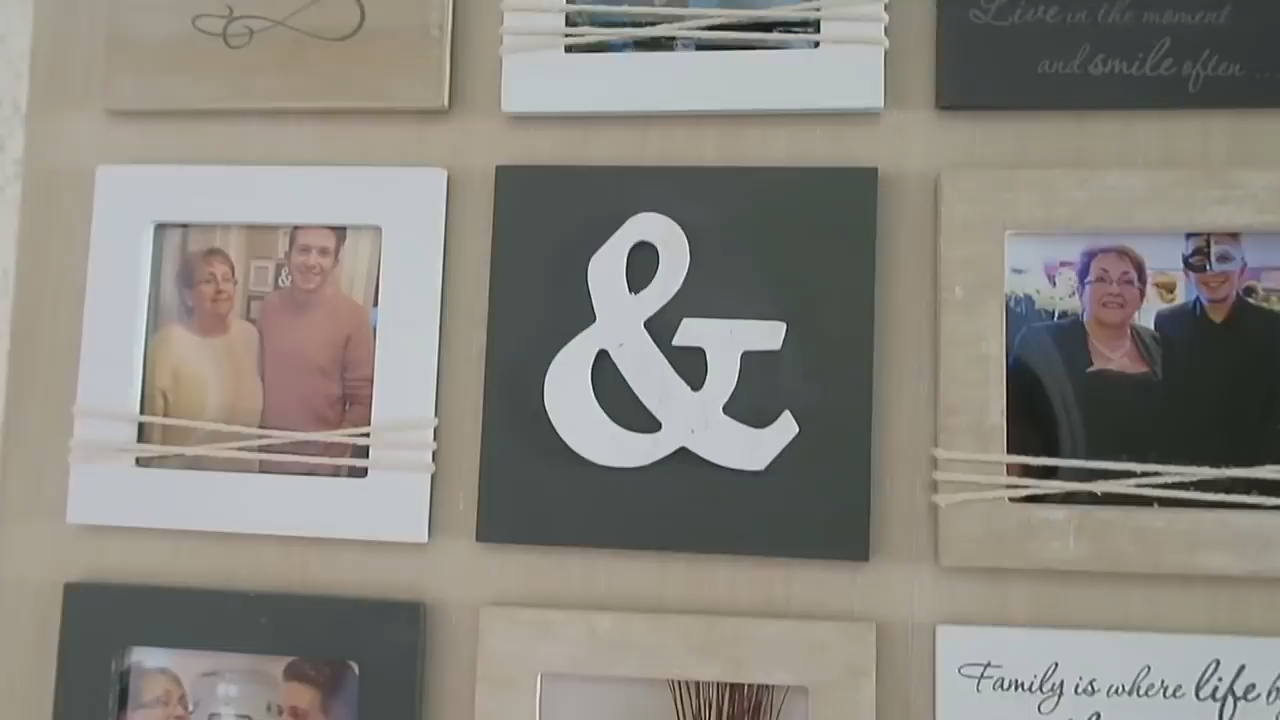 Live in the moment
and smile often ...
&
&
Family is where life